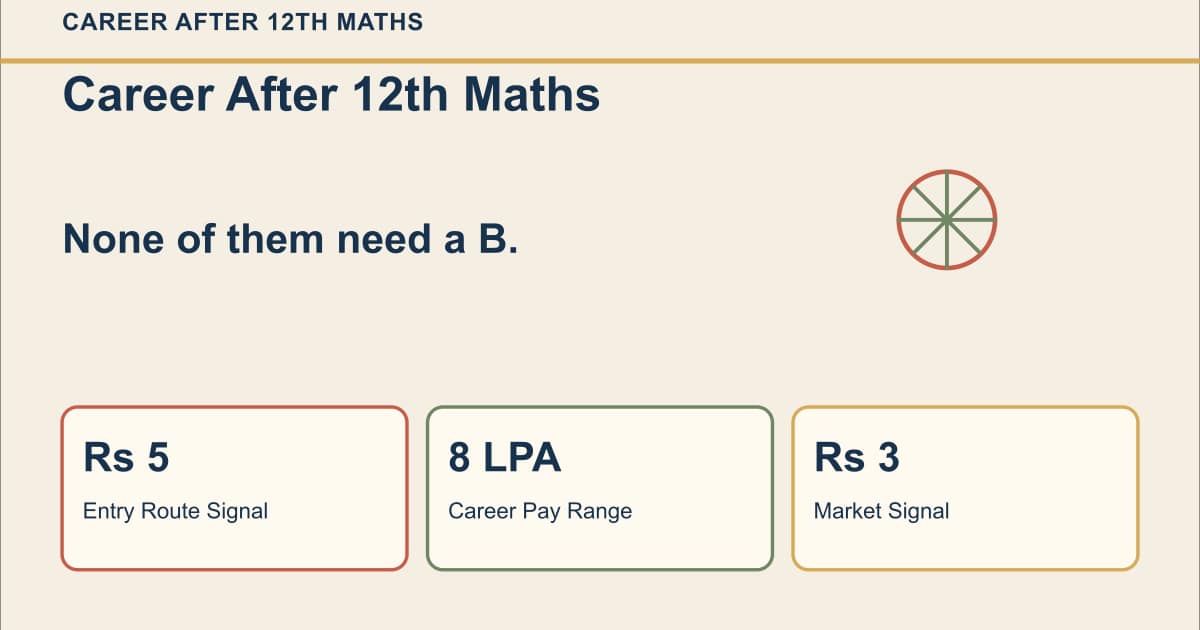 CAREER AFTER 12TH MATHS
Career After 12th Maths
None of them need a B.
Rs 5
Entry Route Signal
8 LPA
Career Pay Range
Rs 3
Market Signal